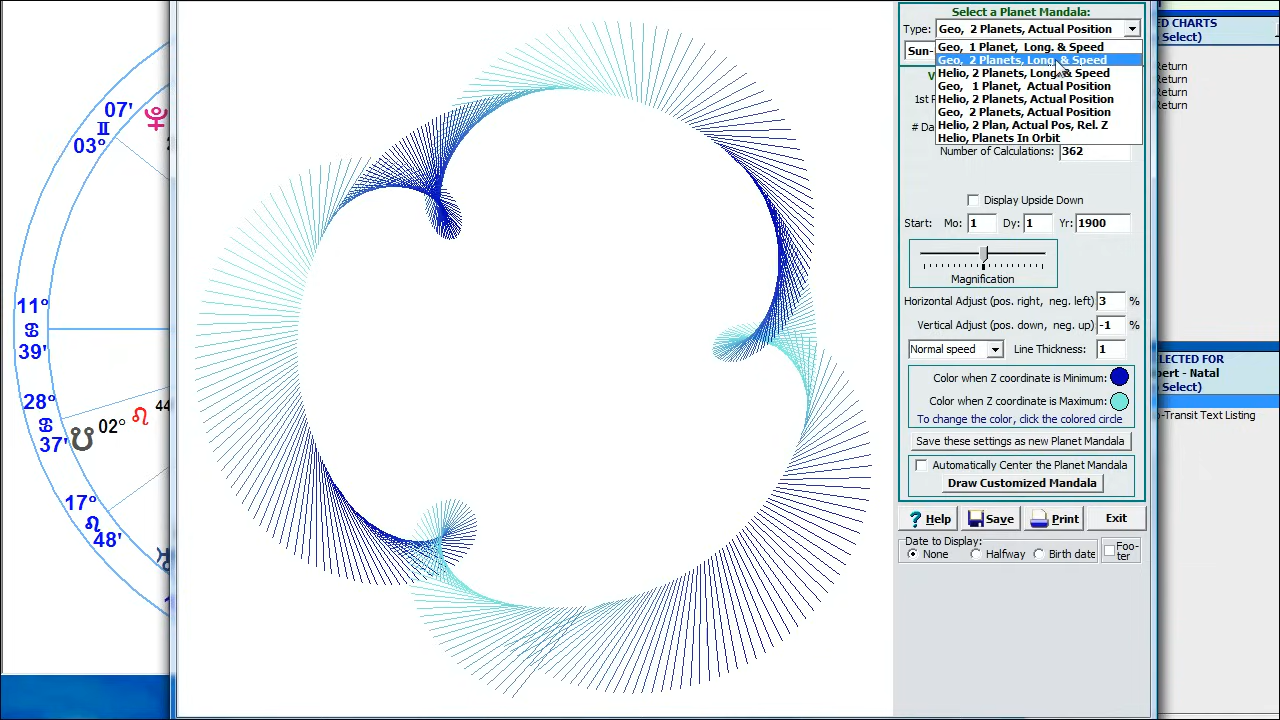 Select a Planet Mandala:
Type: Geo, 2 Planets, Actual Position
Sun-
Geo, 1 Planet, Long. & Speed
Geo, 2 Planets, Long. & Speed
Helio, 2 Planets, Long. & Speed
Geo, 1 Planet, Actual Position
Helio, 2 Planets, Actual Position
Geo, 2 Planets, Actual Position
Helio, 2 Plan, Actual Pos, Rel. Z
Helio, Planets In Orbit
1st
# Da
Number of Calculations: 362
Display Upside Down
Start: Mo: 1 Dy: 1 Yr: 1900
Magnification
Horizontal Adjust (pos. right, neg. left) 3 %
Vertical Adjust (pos. down, neg. up) -1 %
Normal speed Line Thickness: 1
Color when Z coordinate is Minimum:
Color when Z coordinate is Maximum:
To change the color, click the colored circle
Save these settings as new Planet Mandala
Automatically Center the Planet Mandala
Draw Customized Mandala
? Help Save Print Exit
Date to Display:
None Halfway Birth date Foo-
ter
07' ♇
♊
03°
11°
♋
39'
28°
♋
37' ☋ 02° ♌ 44
17°
♌
48'
♅
ED CHARTS
Select)
Return
Return
Return
Return
LECTED FOR
bert - Natal
Select)
)-Transit Text Listing